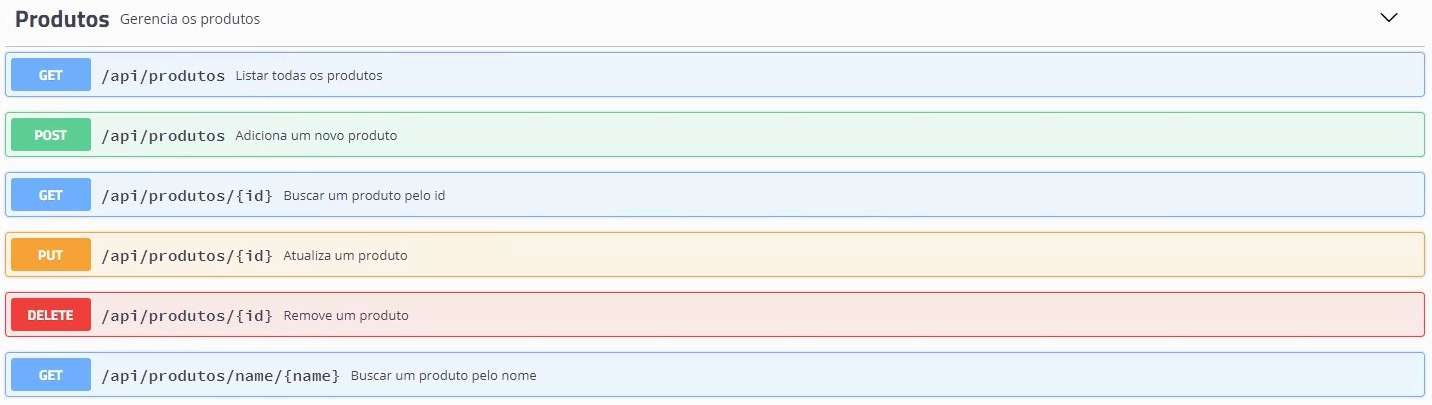 Produtos Gerencia os produtos
GET /api/produtos Listar todas os produtos
POST /api/produtos Adiciona um novo produto
GET /api/produtos/{id} Buscar um produto pelo id
PUT /api/produtos/{id} Atualiza um produto
DELETE /api/produtos/{id} Remove um produto
GET /api/produtos/name/{name} Buscar um produto pelo nome